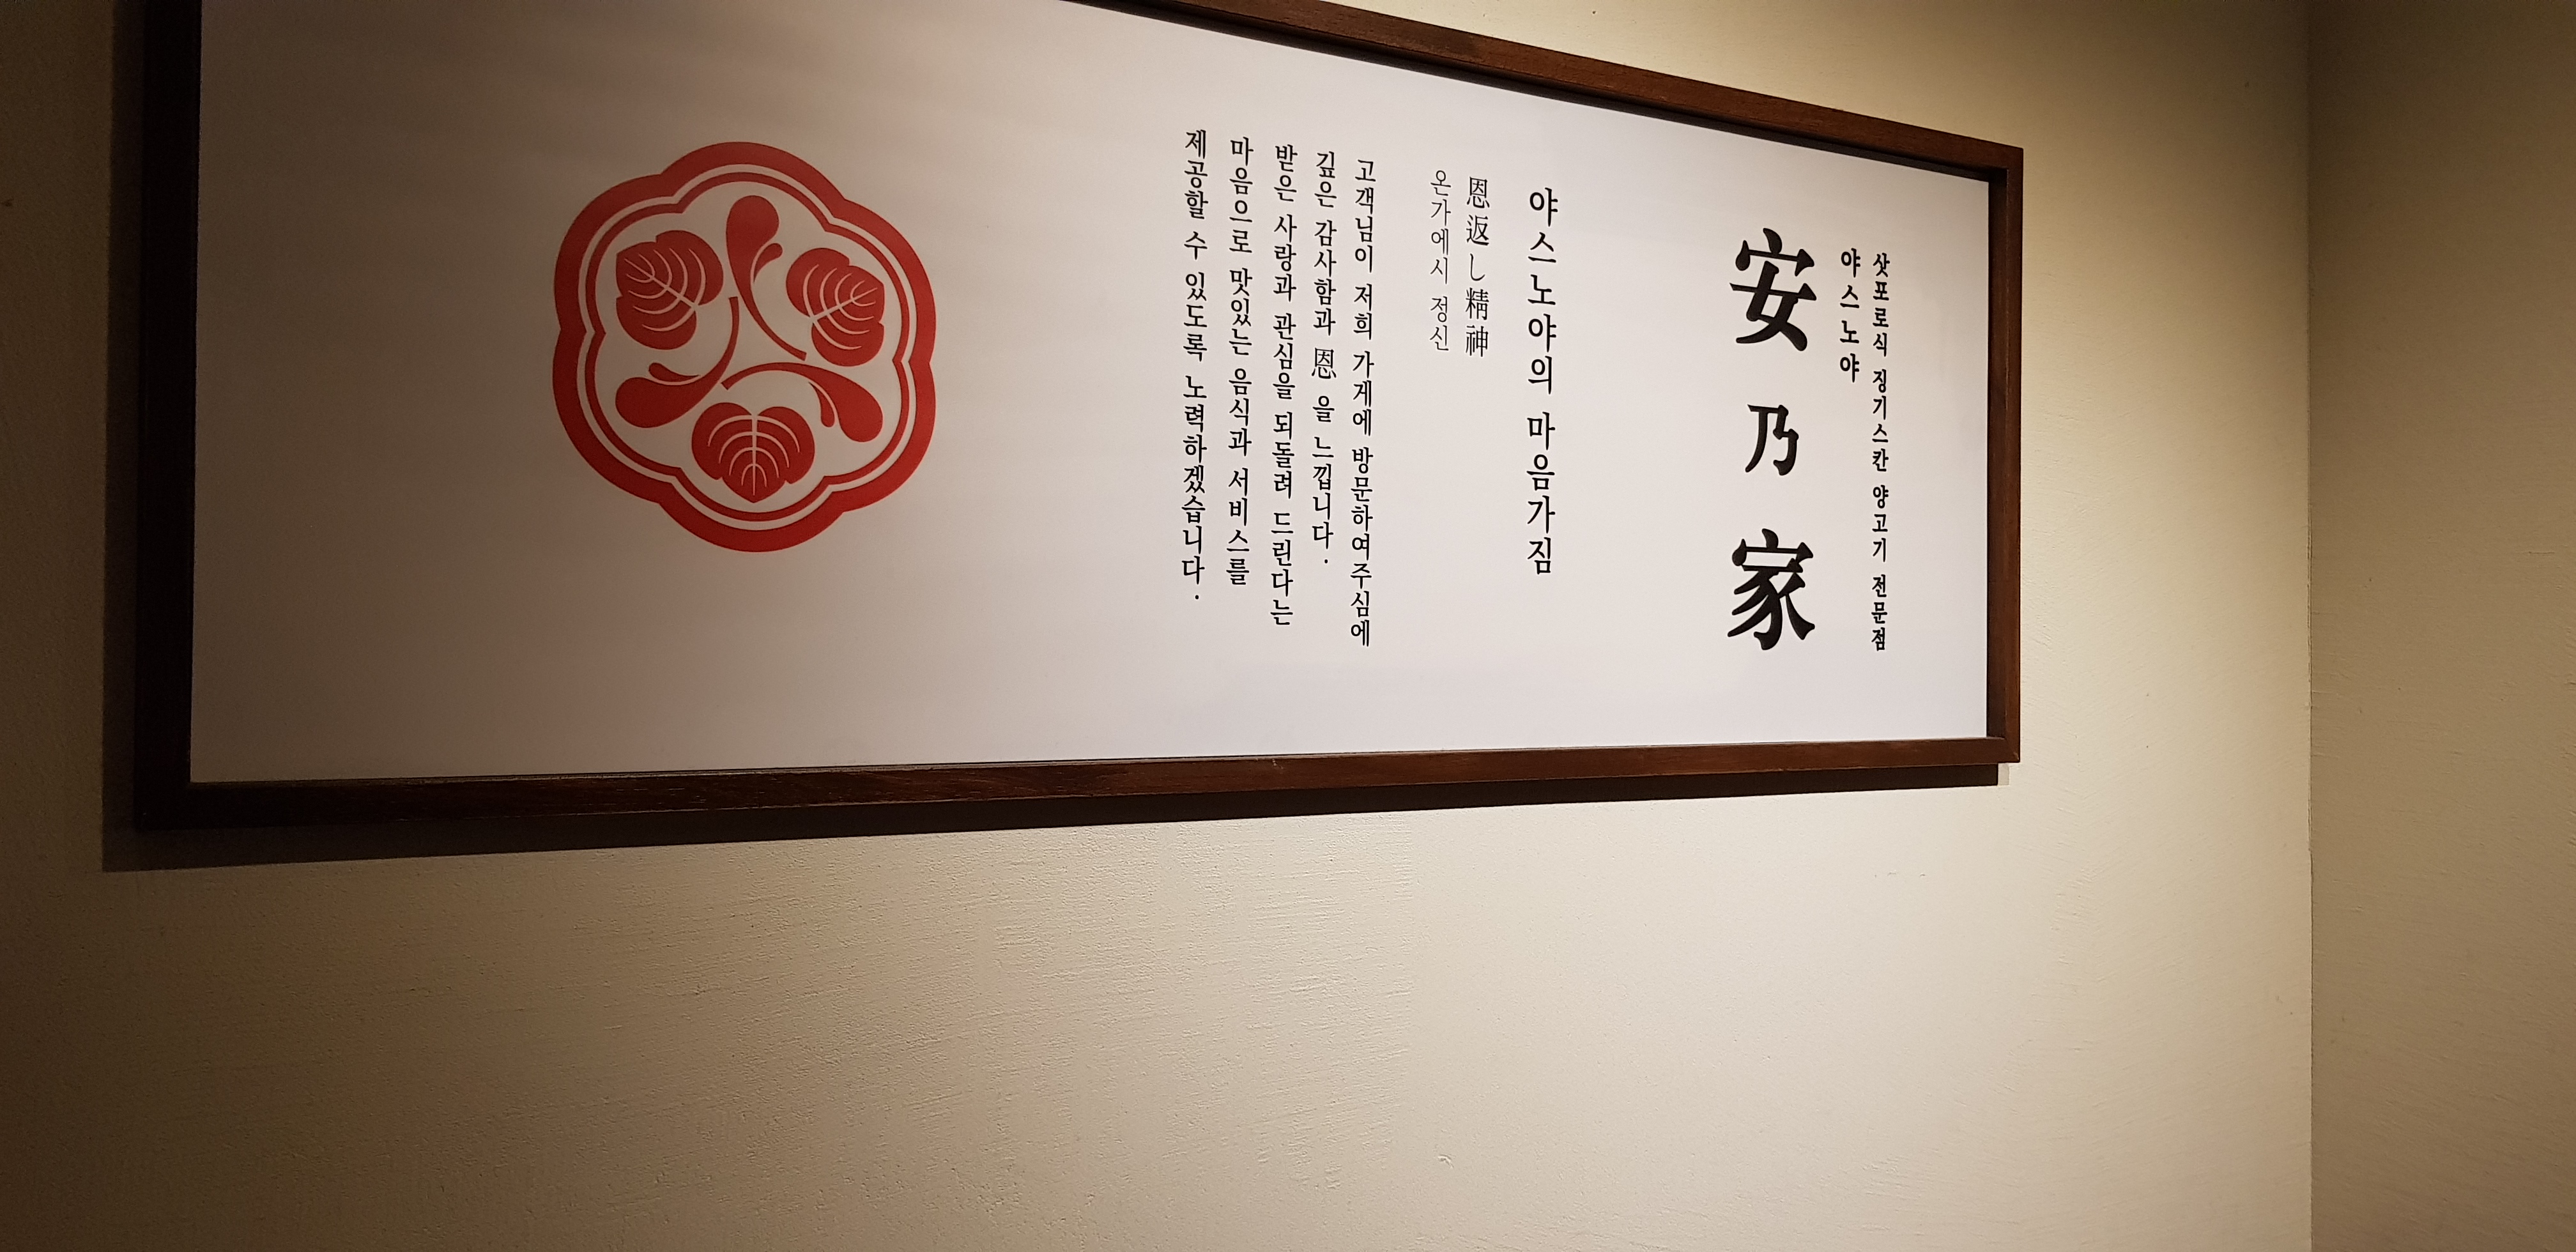 삿포로식 징기스칸 양고기 전문점
야스노야
安乃家
야스노야의 마음가짐
恩返し精神
온가에시 정신
고객님이 저희 가게에 방문하여주심에
깊은 감사함과 恩 을 느낍니다.
받은 사랑과 관심을 되돌려 드린다는
마음으로 맛있는 음식과 서비스를
제공할 수 있도록 노력하겠습니다.